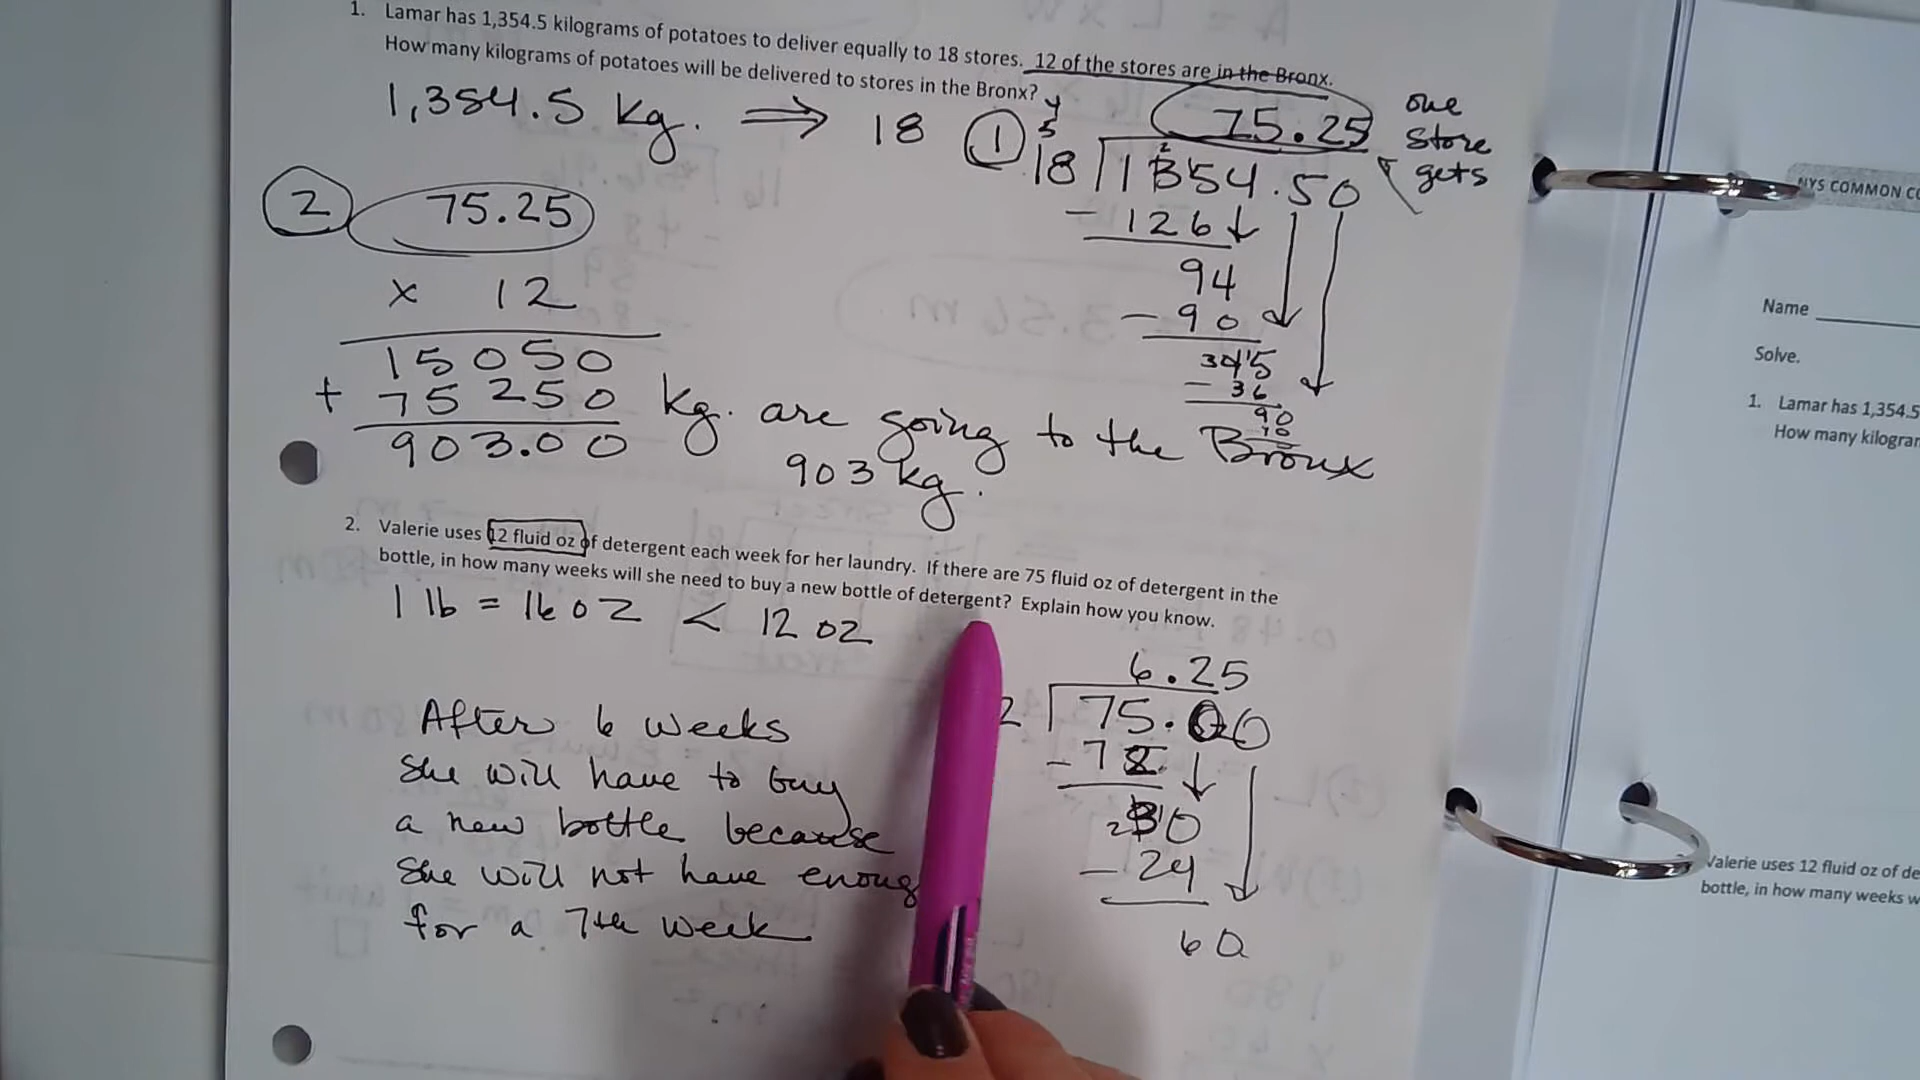 1. Lamar has 1,354.5 kilograms of potatoes to deliver equally to 18 stores. 12 of the stores are in the Bronx.
How many kilograms of potatoes will be delivered to stores in the Bronx?
1,354.5 kg. ⇒ 18
1
75.25
18 1354.50
- 126
94
- 90
45
- 36
90
one
store
gets
2
75.25
x 12
15050
+ 75250
903.00 kg. are going to the Bronx
903 kg.
2. Valerie uses 12 fluid oz of detergent each week for her laundry. If there are 75 fluid oz of detergent in the
bottle, in how many weeks will she need to buy a new bottle of detergent? Explain how you know.
1 lb = 16 oz < 12 oz
6.25
2 75.00
- 72
30
- 24
60
After 6 weeks
she will have to buy
a new bottle because
she will not have enoug
for a 7th week
NYS COMMON CO
Name
Solve.
1. Lamar has 1,354.5
How many kilogram
Valerie uses 12 fluid oz of de
bottle, in how many weeks w